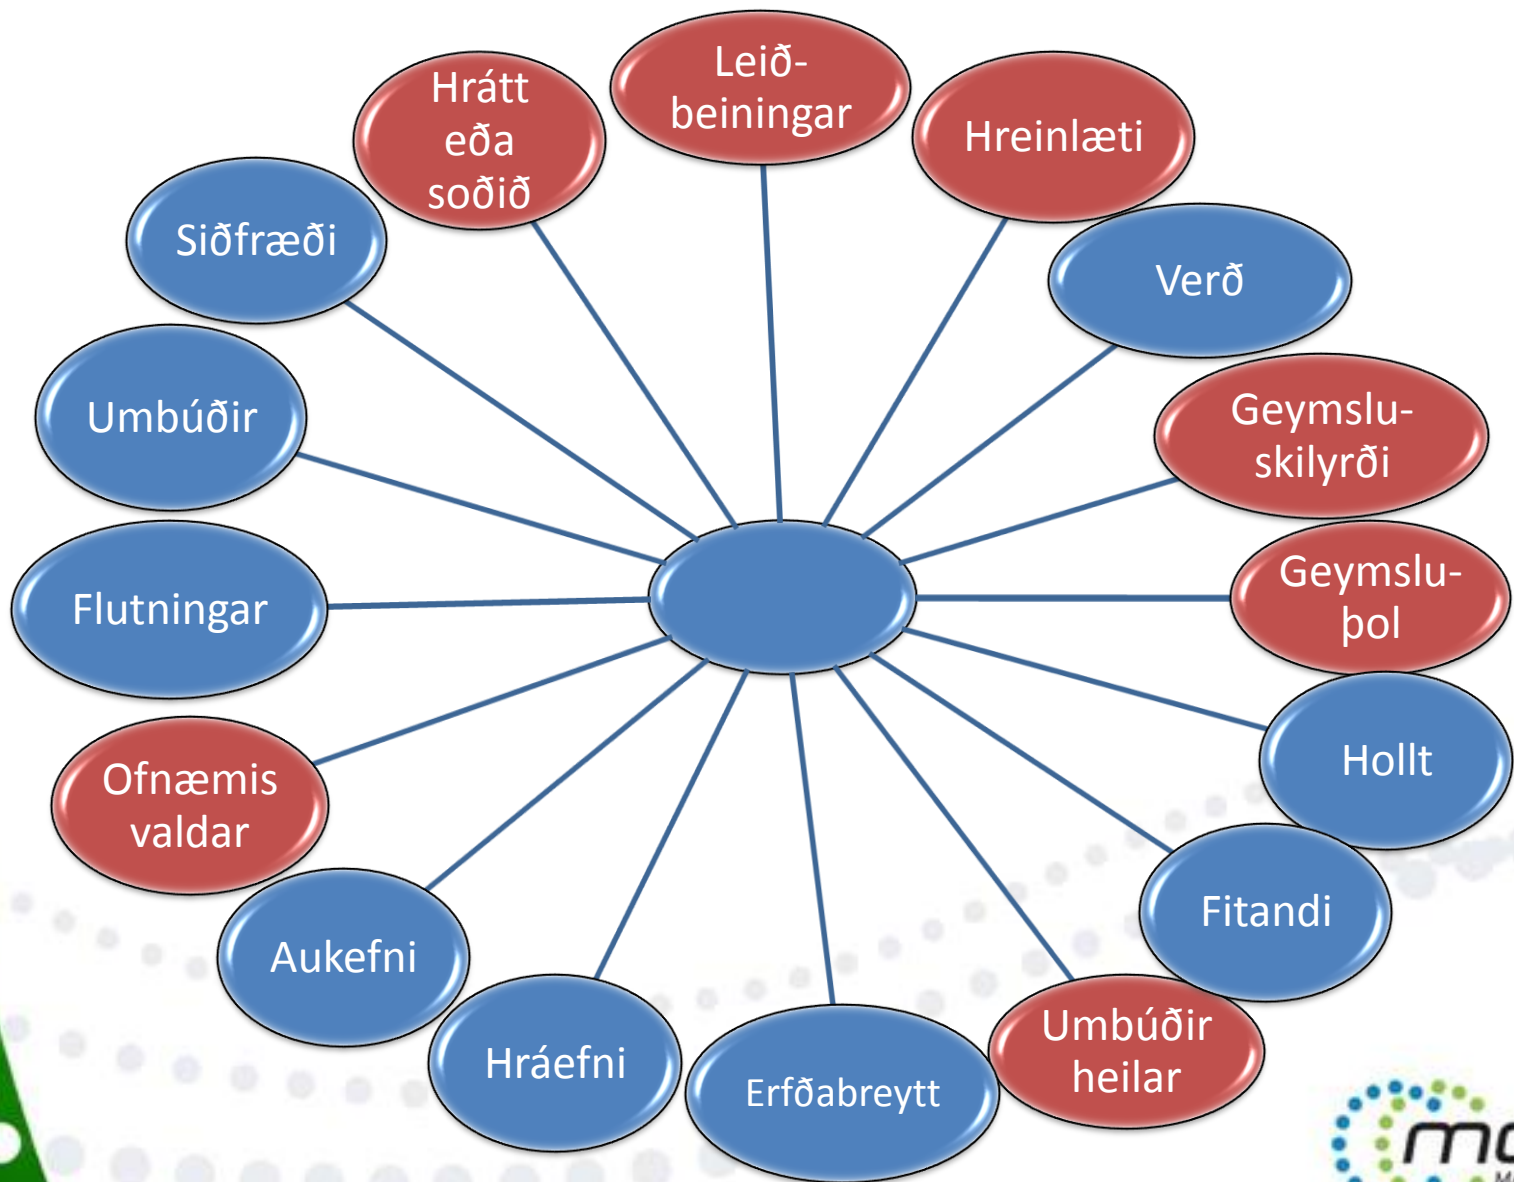 Leið-
beiningar
Hreinlæti
Verð
Geymslu-
skilyrði
Geymslu-
þol
Hollt
Fitandi
Umbúðir
heilar
Erfðabreytt
Hráefni
Aukefni
Ofnæmis
valdar
Flutningar
Umbúðir
Siðfræði
Hrátt
eða
soðið